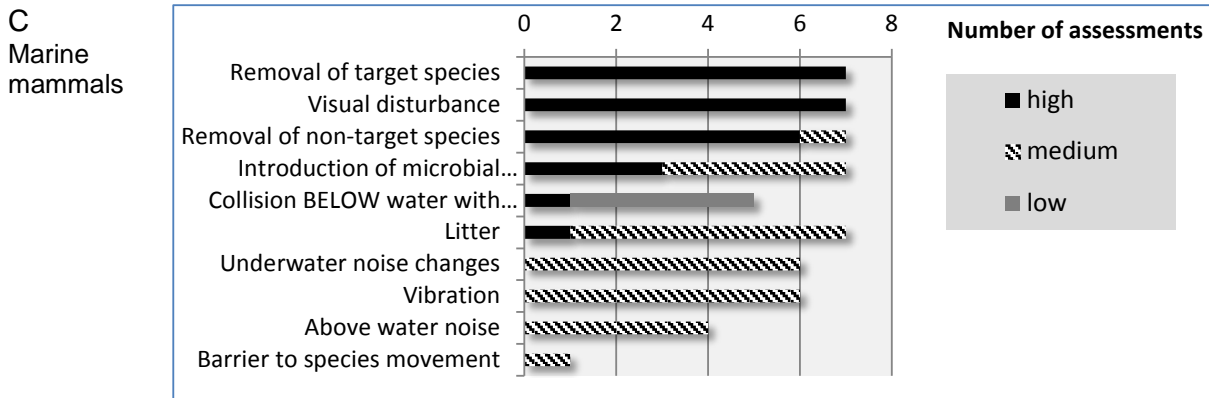 C
Marine
mammals
0 2 4 6 8
Removal of target species
Visual disturbance
Removal of non-target species
Introduction of microbial...
Collision BELOW water with...
Litter
Underwater noise changes
Vibration
Above water noise
Barrier to species movement
Number of assessments
high
medium
low